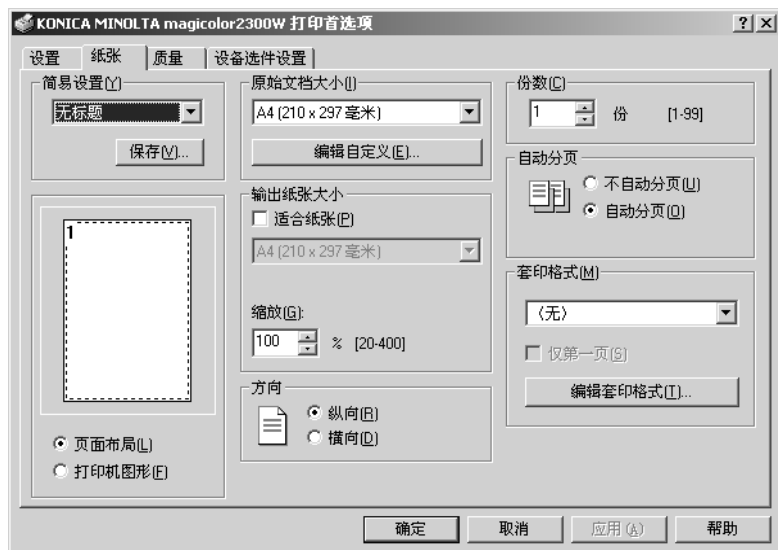 KONICA MINOLTA magicolor2300W 打印首选项
设置 纸张 质量 设备选件设置
简易设置(Y)
无标题
保存(V)...
1
页面布局(L)
打印机图形(F)
原始文档大小(I)
A4 (210 x 297 毫米)
编辑自定义(E)...
输出纸张大小
适合纸张(P)
A4 (210 x 297 毫米)
缩放(G):
100 % [20-400]
方向
纵向(R)
横向(D)
份数(C)
1 份 [1-99]
自动分页
不自动分页(U)
自动分页(O)
套印格式(M)
〈无〉
仅第一页(S)
编辑套印格式(T)...
确定 取消 应用(A) 帮助